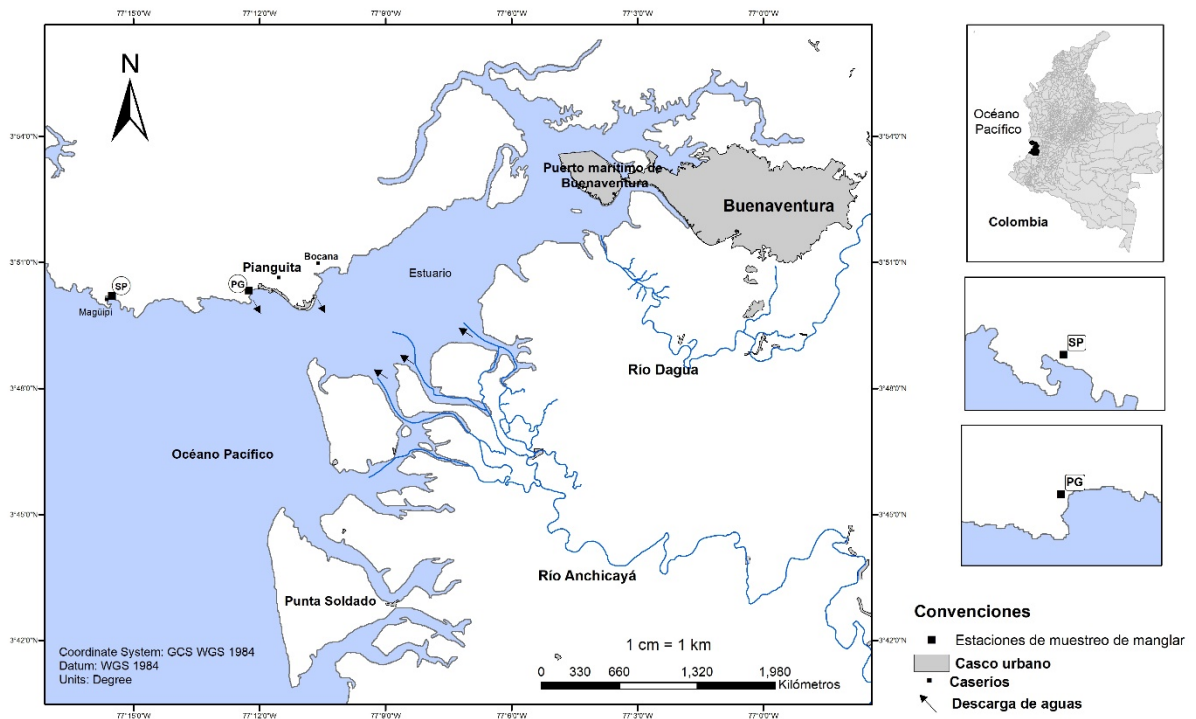 77°15'0"W 77°12'0"W 77°9'0"W 77°6'0"W 77°3'0"W 77°0'0"W
N
3°54'0"N
3°54'0"N
Puerto marítimo de
Buenaventura
Buenaventura
Bocana
3°51'0"N
3°51'0"N
Pianguita
Estuario
SP
PG
Magüipi
Río Dagua
3°48'0"N
3°48'0"N
Océano Pacífico
3°45'0"N
3°45'0"N
Río Anchicayá
Punta Soldado
3°42'0"N
3°42'0"N
Coordinate System: GCS WGS 1984
Datum: WGS 1984
Units: Degree
1 cm = 1 km
0 330 660 1,320 1,980
Kilómetros
77°15'0"W 77°12'0"W 77°9'0"W 77°6'0"W 77°3'0"W 77°0'0"W
Océano
Pacífico
Colombia
SP
PG
Convenciones
Estaciones de muestreo de manglar
Casco urbano
Caserios
Descarga de aguas